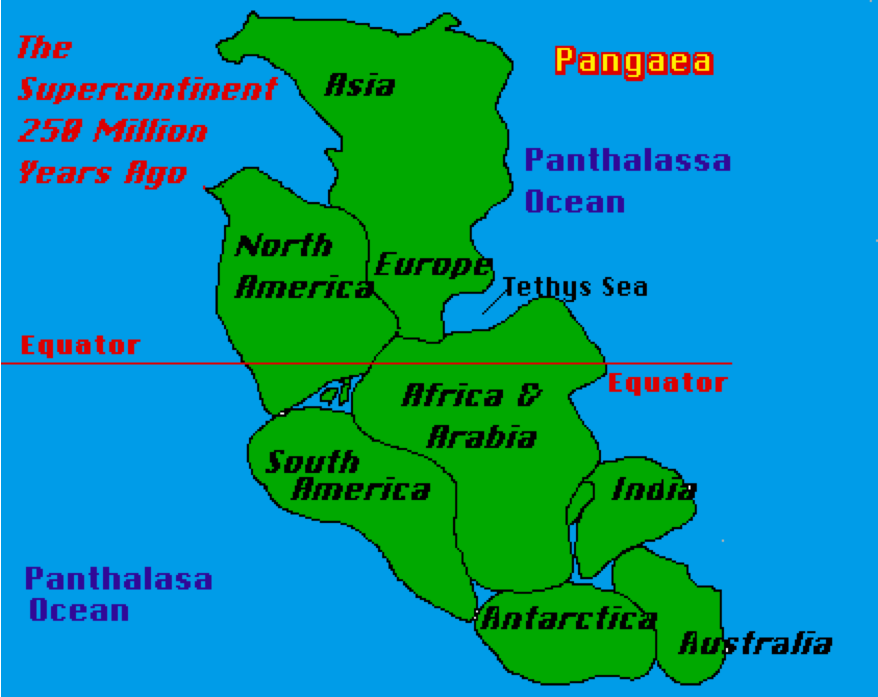 The
Supercontinent
250 Million
Years Ago
Pangaea
Asia
Panthalassa
Ocean
North
America
Europe
Tethys Sea
Equator
Equator
Africa &
Arabia
South
America
India
Panthalasa
Ocean
Antarctica
Australia